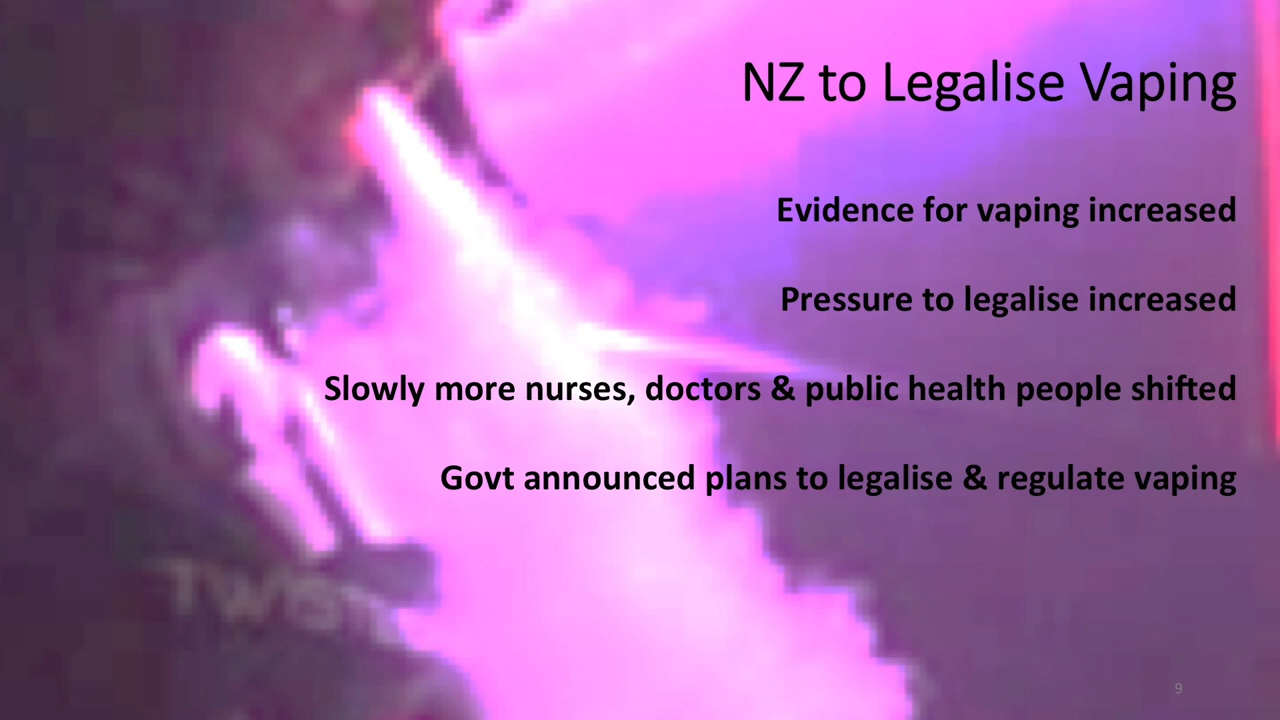 NZ to Legalise Vaping
Evidence for vaping increased
Pressure to legalise increased
Slowly more nurses, doctors & public health people shifted
Govt announced plans to legalise & regulate vaping
9